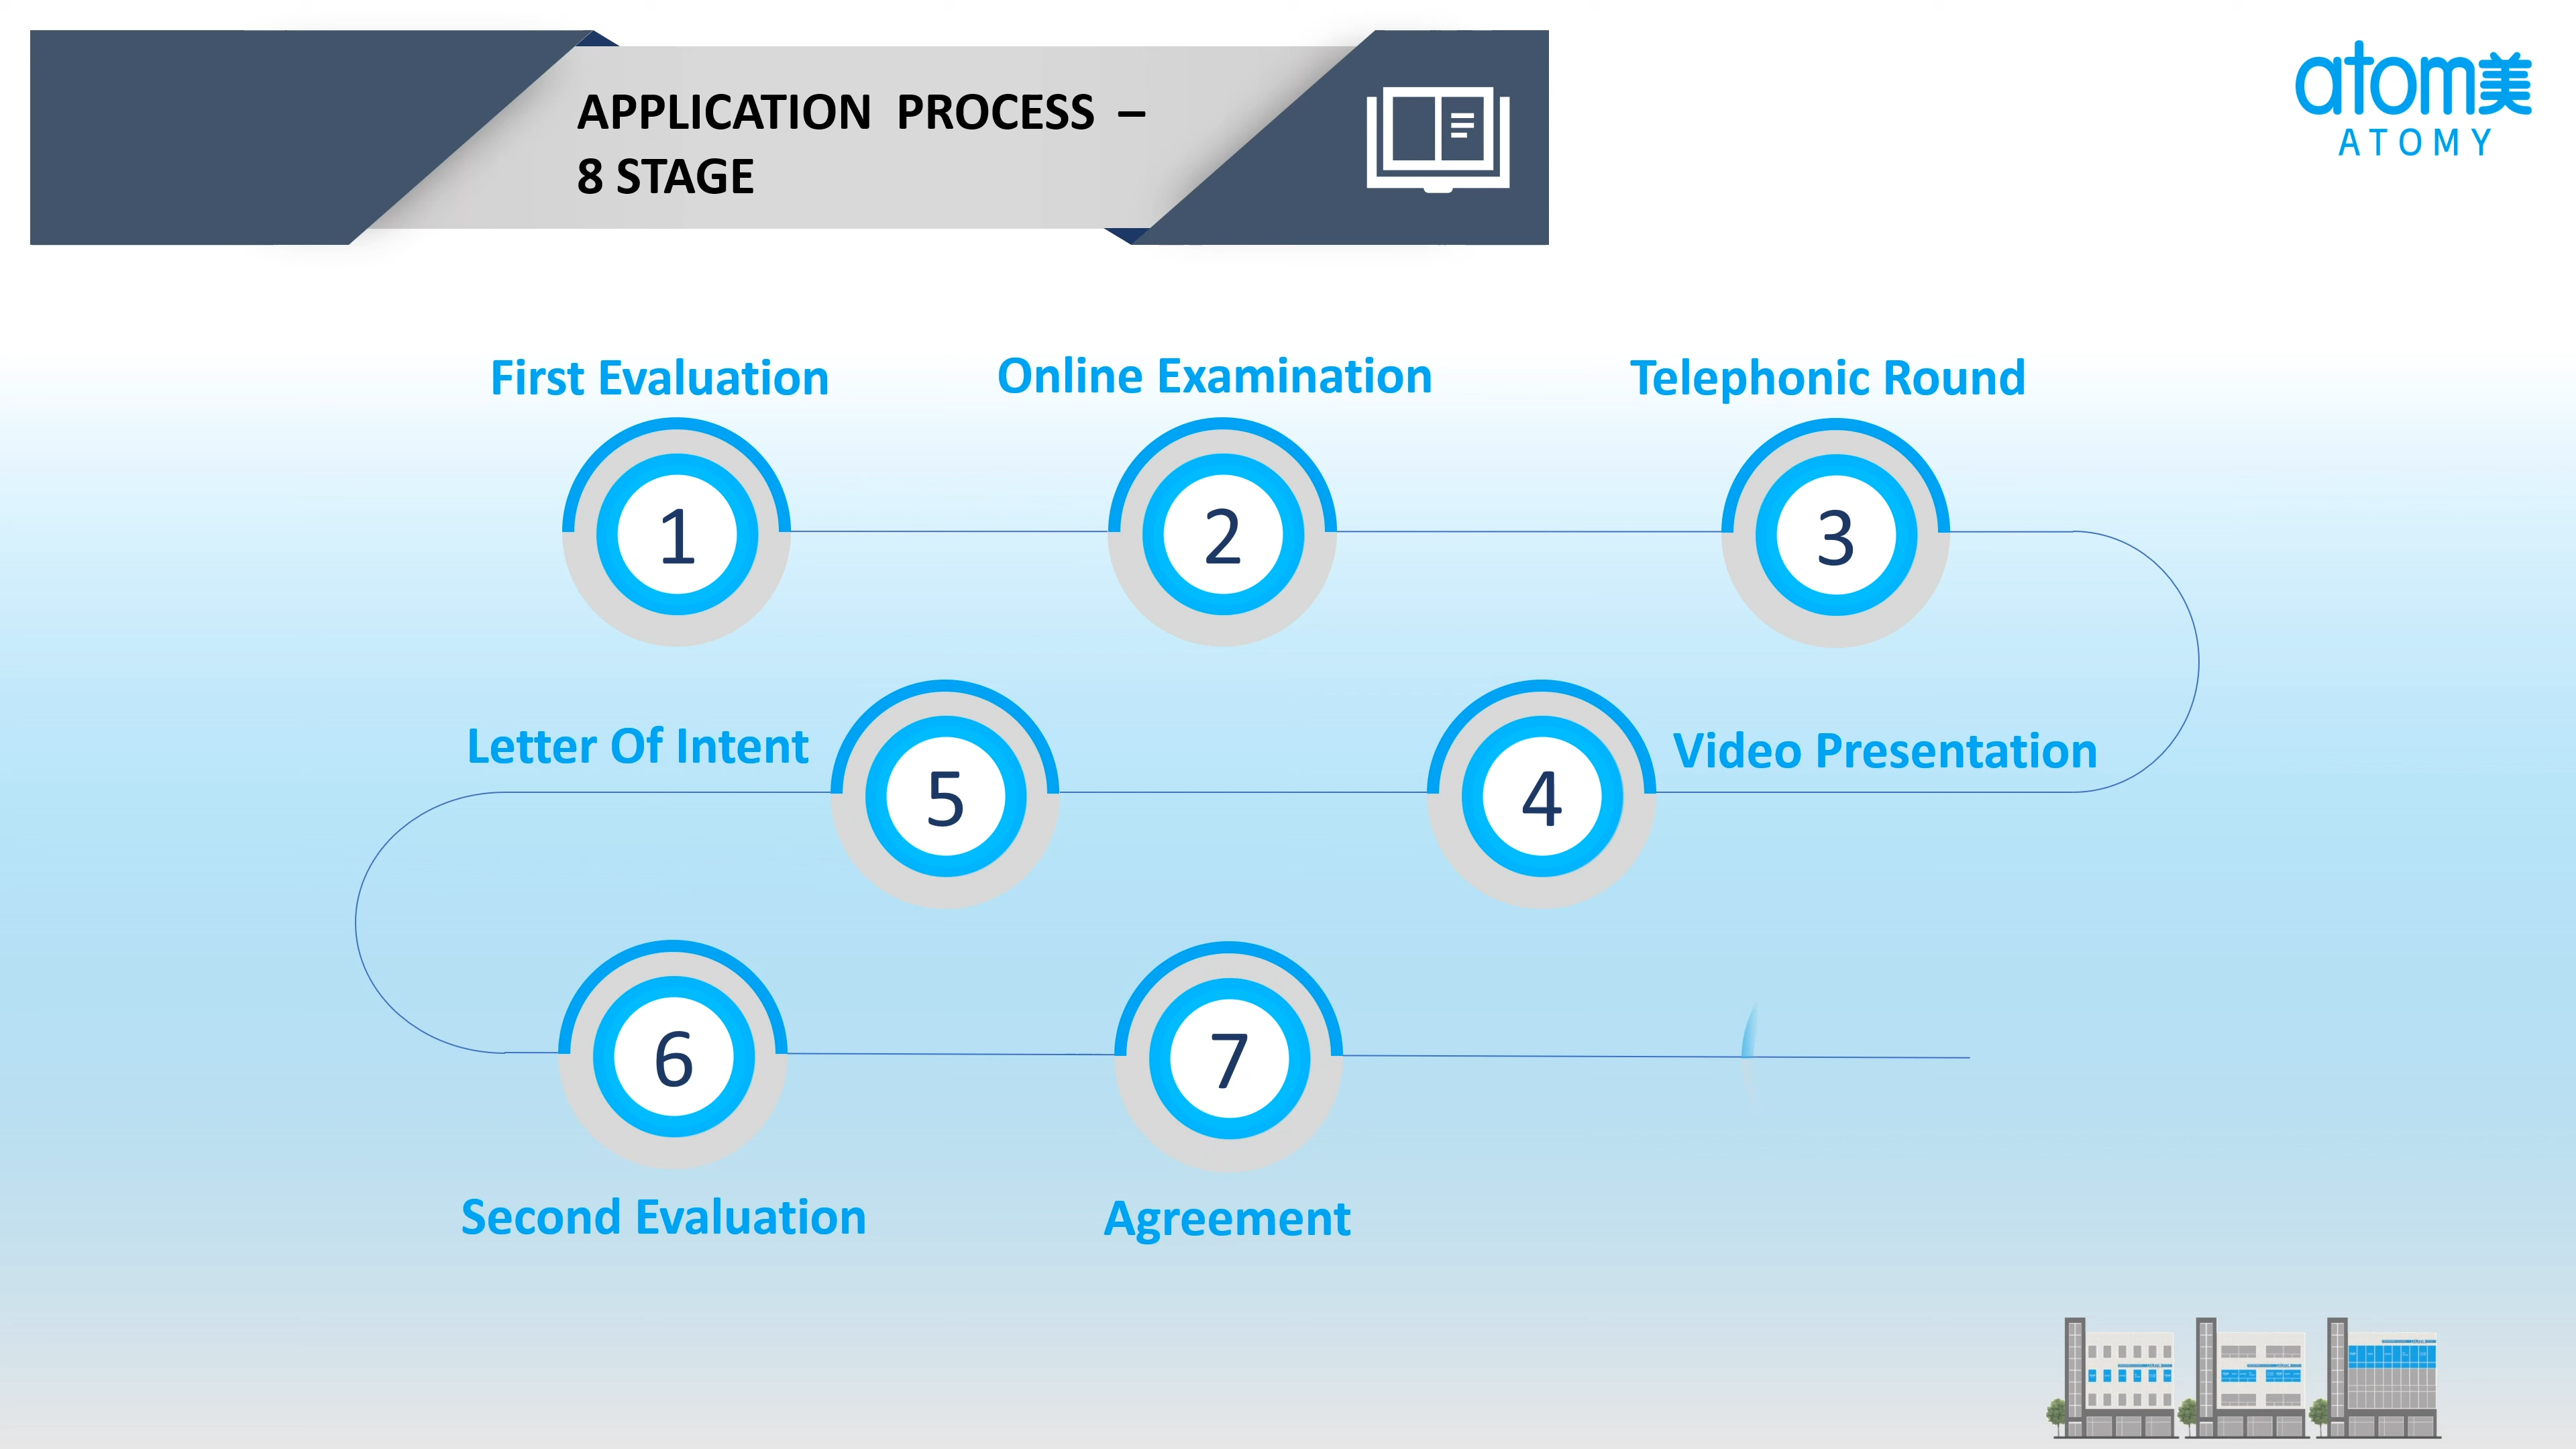 APPLICATION PROCESS –
8 STAGE
atom美
ATOMY
First Evaluation
Online Examination
Telephonic Round
1
2
3
Letter Of Intent
5
4
Video Presentation
6
7
Second Evaluation
Agreement